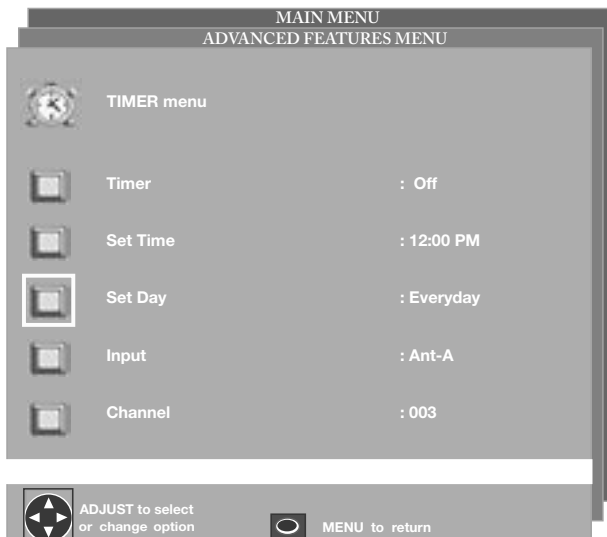 MAIN MENU
ADVANCED FEATURES MENU
TIMER menu
Timer : Off
Set Time : 12:00 PM
Set Day : Everyday
Input : Ant-A
Channel : 003
ADJUST to select
or change option
MENU to return